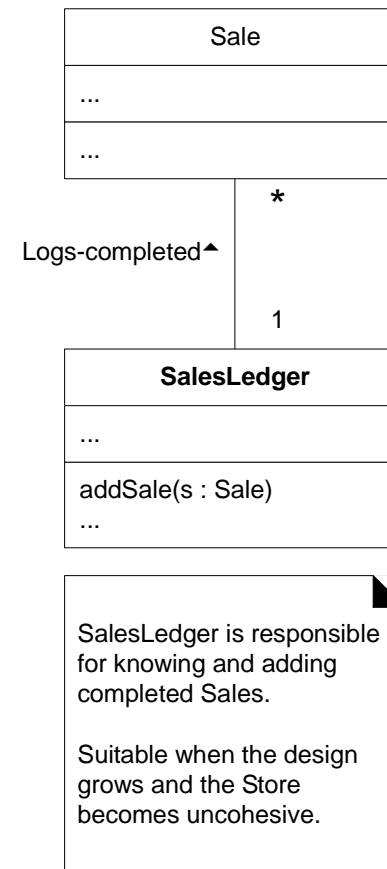 Sale
...
...
*
Logs-completed
1
SalesLedger
...
addSale(s : Sale)
...
SalesLedger is responsible
for knowing and adding
completed Sales.
Suitable when the design
grows and the Store
becomes uncohesive.